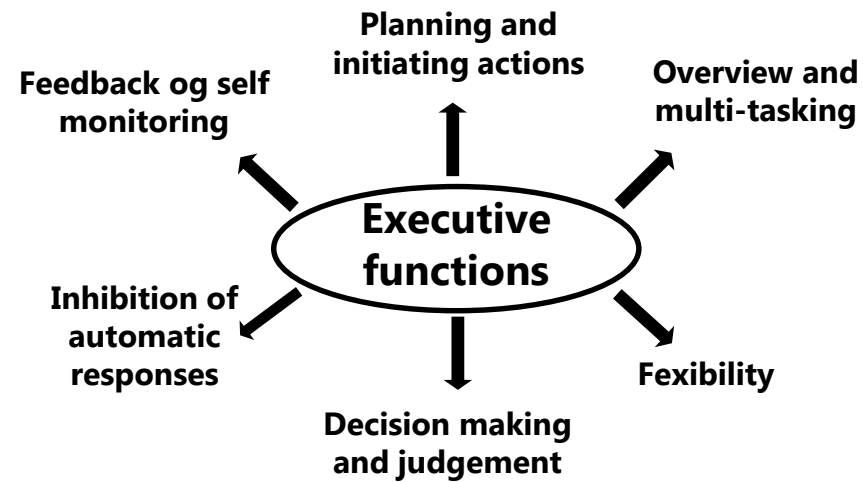 Planning and
initiating actions
Overview and
multi-tasking
Feedback og self
monitoring
Executive
functions
Inhibition of
automatic
responses
Fexibility
Decision making
and judgement